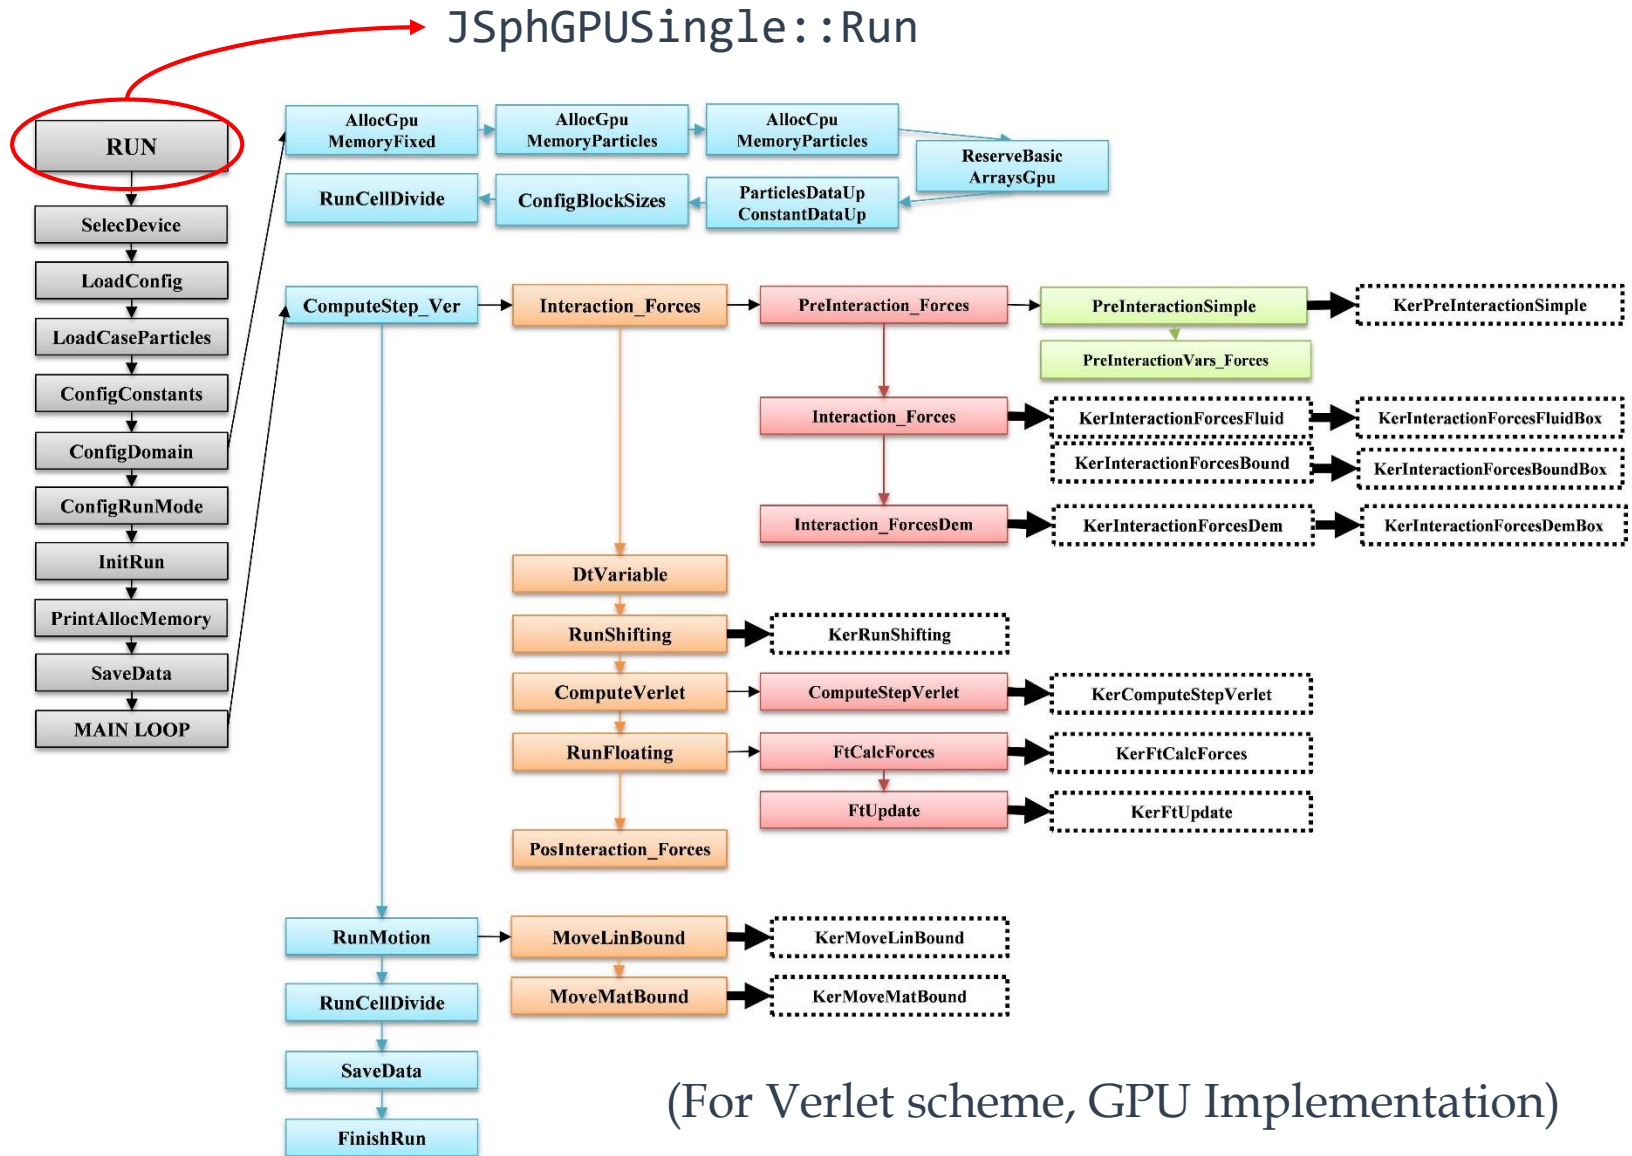 JSphGPUSingle::Run
RUN
SelecDevice
LoadConfig
LoadCaseParticles
ConfigConstants
ConfigDomain
ConfigRunMode
InitRun
PrintAllocMemory
SaveData
MAIN LOOP
AllocGpu
MemoryFixed
AllocGpu
MemoryParticles
AllocCpu
MemoryParticles
ReserveBasic
ArraysGpu
ParticlesDataUp
ConstantDataUp
ConfigBlockSizes
RunCellDivide
ComputeStep_Ver
Interaction_Forces
PreInteraction_Forces
PreInteractionSimple
KerPreInteractionSimple
PreInteractionVars_Forces
Interaction_Forces
KerInteractionForcesFluid
KerInteractionForcesFluidBox
KerInteractionForcesBound
KerInteractionForcesBoundBox
Interaction_ForcesDem
KerInteractionForcesDem
KerInteractionForcesDemBox
DtVariable
RunShifting
KerRunShifting
ComputeVerlet
ComputeStepVerlet
KerComputeStepVerlet
RunFloating
FtCalcForces
KerFtCalcForces
FtUpdate
KerFtUpdate
PosInteraction_Forces
RunMotion
MoveLinBound
KerMoveLinBound
MoveMatBound
KerMoveMatBound
RunCellDivide
SaveData
FinishRun
(For Verlet scheme, GPU Implementation)